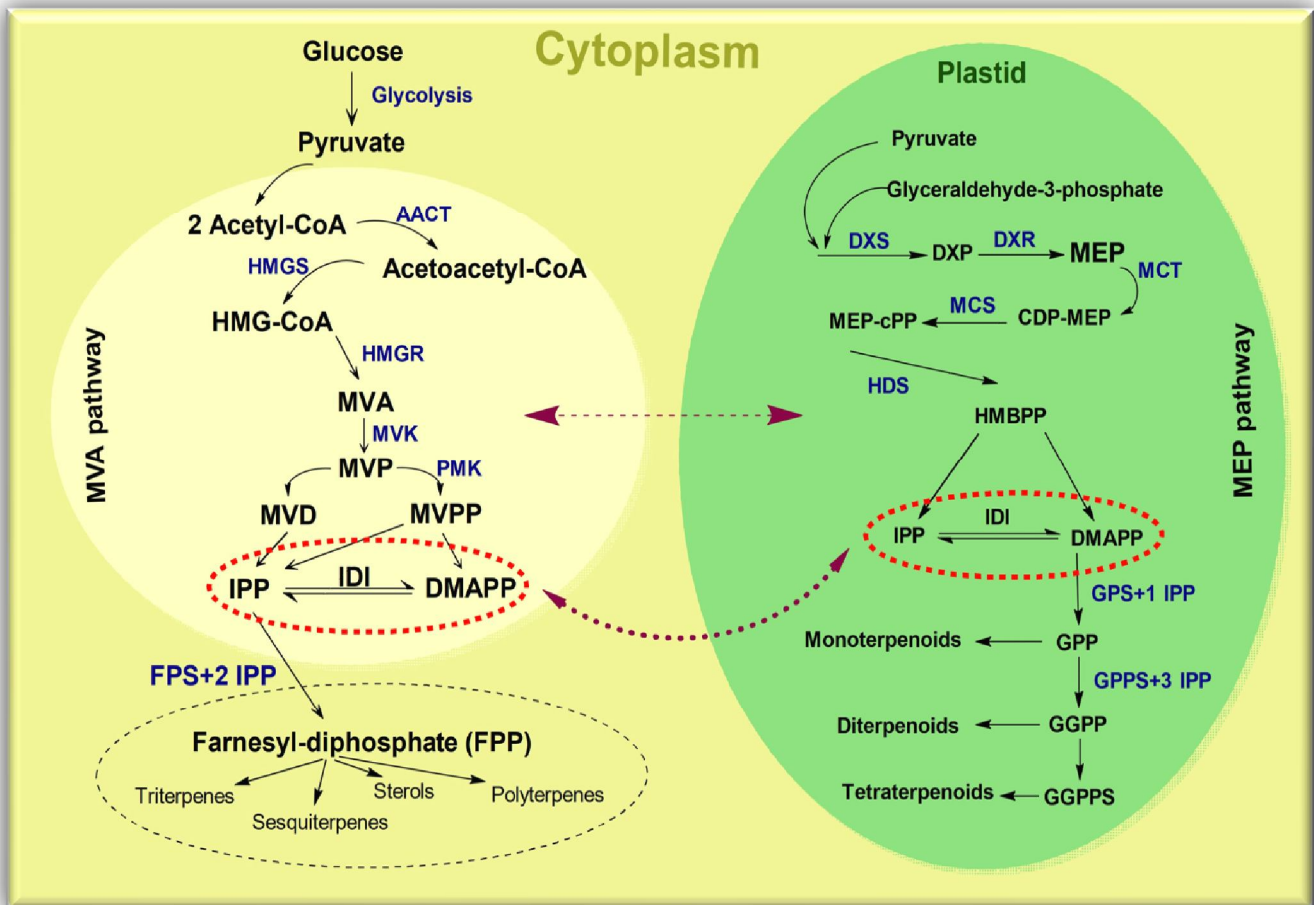 Cytoplasm
Glucose
Glycolysis
Pyruvate
2 Acetyl-CoA
AACT
Acetoacetyl-CoA
HMGS
HMG-CoA
HMGR
MVA
MVK
MVP
PMK
MVD
MVPP
IPP
IDI
DMAPP
MVA pathway
FPS+2 IPP
Farnesyl-diphosphate (FPP)
Triterpenes
Sesquiterpenes
Sterols
Polyterpenes
Plastid
Pyruvate
Glyceraldehyde-3-phosphate
DXS
DXP
DXR
MEP
MCT
CDP-MEP
MCS
MEP-cPP
HDS
HMBPP
IPP
IDI
DMAPP
GPS+1 IPP
Monoterpenoids
GPP
GPPS+3 IPP
Diterpenoids
GGPP
Tetraterpenoids
GGPPS
MEP pathway